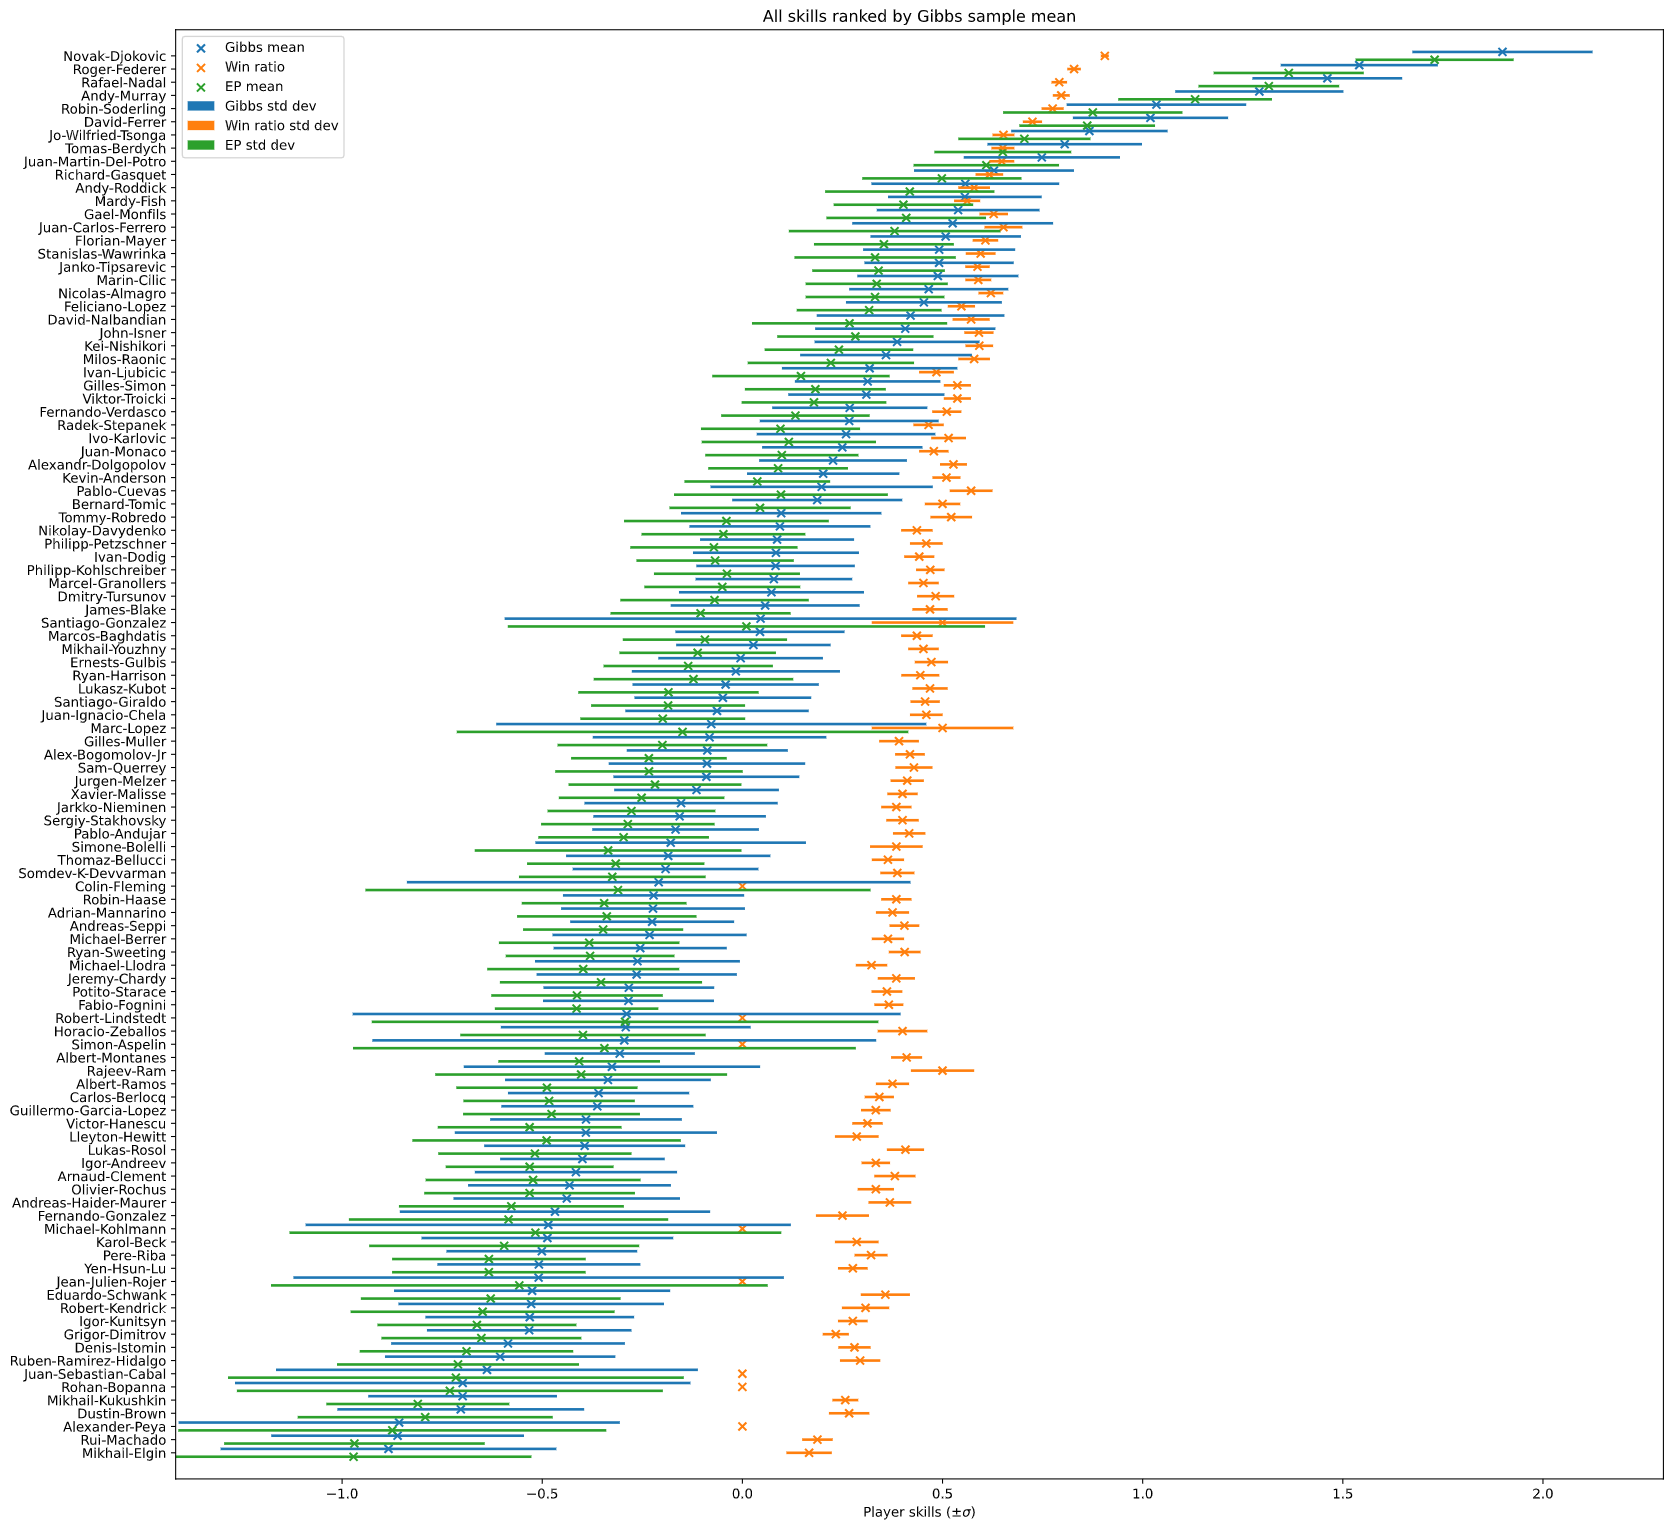 All skills ranked by Gibbs sample mean
Gibbs mean
Win ratio
EP mean
Gibbs std dev
Win ratio std dev
EP std dev
Novak-Djokovic
Roger-Federer
Rafael-Nadal
Andy-Murray
Robin-Soderling
David-Ferrer
Jo-Wilfried-Tsonga
Tomas-Berdych
Juan-Martin-Del-Potro
Richard-Gasquet
Andy-Roddick
Mardy-Fish
Gael-Monfils
Juan-Carlos-Ferrero
Florian-Mayer
Stanislas-Wawrinka
Janko-Tipsarevic
Marin-Cilic
Nicolas-Almagro
Feliciano-Lopez
David-Nalbandian
John-Isner
Kei-Nishikori
Milos-Raonic
Ivan-Ljubicic
Gilles-Simon
Viktor-Troicki
Fernando-Verdasco
Radek-Stepanek
Ivo-Karlovic
Juan-Monaco
Alexandr-Dolgopolov
Kevin-Anderson
Pablo-Cuevas
Bernard-Tomic
Tommy-Robredo
Nikolay-Davydenko
Philipp-Petzschner
Ivan-Dodig
Philipp-Kohlschreiber
Marcel-Granollers
Dmitry-Tursunov
James-Blake
Santiago-Gonzalez
Marcos-Baghdatis
Mikhail-Youzhny
Ernests-Gulbis
Ryan-Harrison
Lukasz-Kubot
Santiago-Giraldo
Juan-Ignacio-Chela
Marc-Lopez
Gilles-Muller
Alex-Bogomolov-Jr
Sam-Querrey
Jurgen-Melzer
Xavier-Malisse
Jarkko-Nieminen
Sergiy-Stakhovsky
Pablo-Andujar
Simone-Bolelli
Thomaz-Bellucci
Somdev-K-Devvarman
Colin-Fleming
Robin-Haase
Adrian-Mannarino
Andreas-Seppi
Michael-Berrer
Ryan-Sweeting
Michael-Llodra
Jeremy-Chardy
Potito-Starace
Fabio-Fognini
Robert-Lindstedt
Horacio-Zeballos
Simon-Aspelin
Albert-Montanes
Rajeev-Ram
Albert-Ramos
Carlos-Berlocq
Guillermo-Garcia-Lopez
Victor-Hanescu
Lleyton-Hewitt
Lukas-Rosol
Igor-Andreev
Arnaud-Clement
Olivier-Rochus
Andreas-Haider-Maurer
Fernando-Gonzalez
Michael-Kohlmann
Karol-Beck
Pere-Riba
Yen-Hsun-Lu
Jean-Julien-Rojer
Eduardo-Schwank
Robert-Kendrick
Igor-Kunitsyn
Grigor-Dimitrov
Denis-Istomin
Ruben-Ramirez-Hidalgo
Juan-Sebastian-Cabal
Rohan-Bopanna
Mikhail-Kukushkin
Dustin-Brown
Alexander-Peya
Rui-Machado
Mikhail-Elgin
−1.0 −0.5 0.0 0.5 1.0 1.5 2.0
Player skills (±σ)